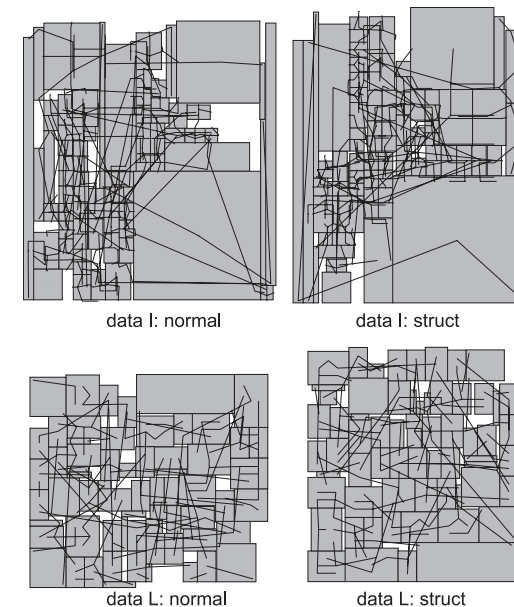 data I: normal
data I: struct
data L: normal
data L: struct